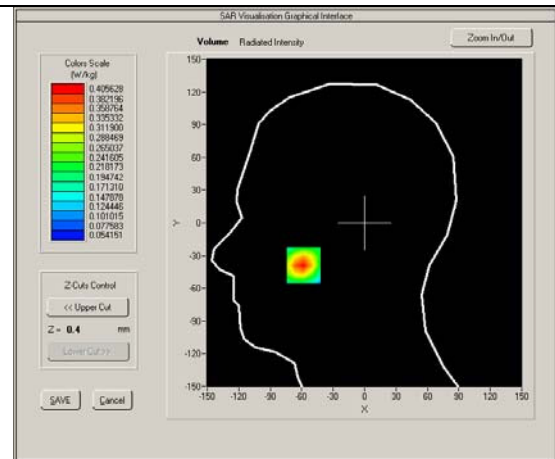 SAR Visualisation Graphical Interface
Volume Radiated Intensity
Zoom In/Out
Colors Scale
(W/kg)
0.405628
0.382196
0.358764
0.335332
0.311900
0.288469
0.265037
0.241605
0.218173
0.194742
0.171310
0.147878
0.124446
0.101015
0.077583
0.054151
Z-Cuts Control
<< Upper Cut
Z = 0.4 mm
Lower Cut >>
SAVE Cancel
150-
120-
90-
60-
30-
Y 0-
-30-
-60-
-90-
-120-
-150-
-150 -120 -90 -60 -30 0 30 60 90 120 150
X